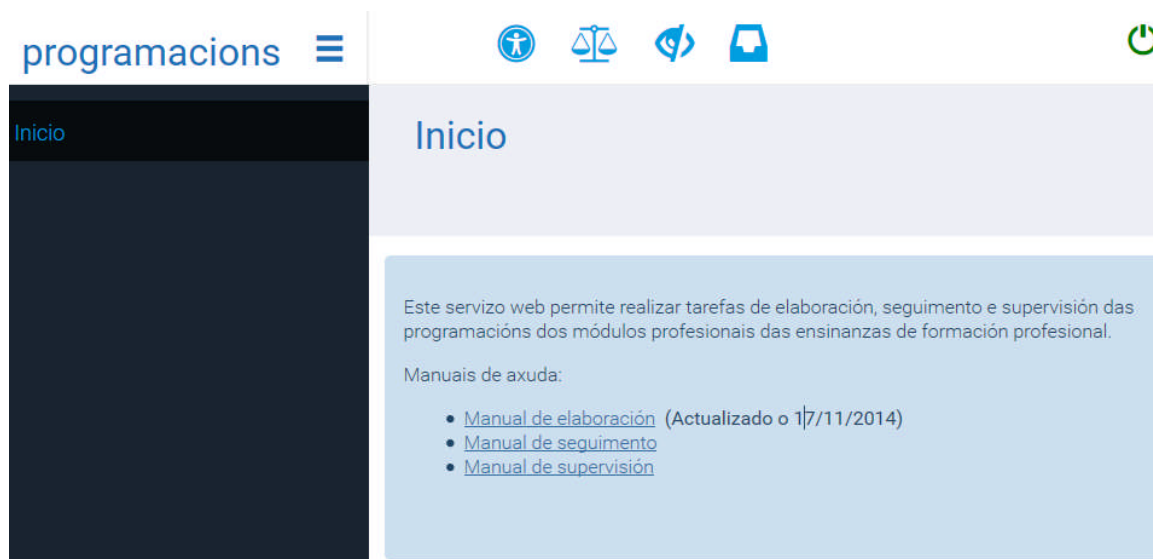 programacions
Inicio
Inicio
Este servizo web permite realizar tarefas de elaboración, seguimento e supervisión das
programacións dos módulos profesionais das ensinanzas de formación profesional.
Manuais de axuda:
Manual de elaboración (Actualizado o 17/11/2014)
Manual de seguimento
Manual de supervisión